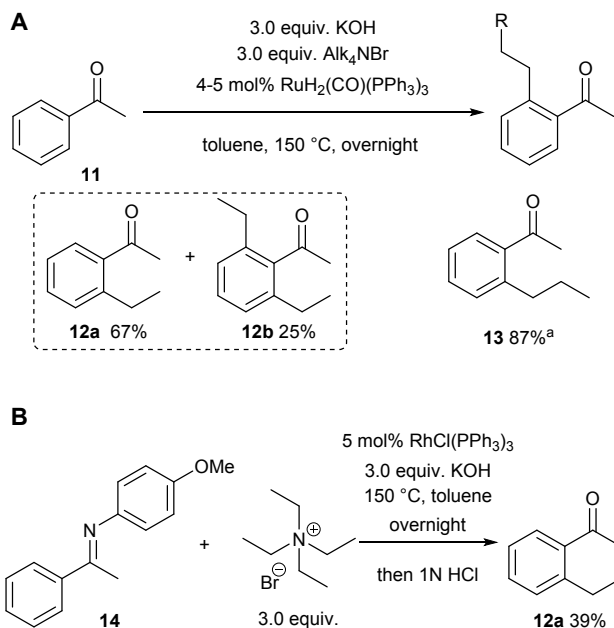 A
3.0 equiv. KOH
3.0 equiv. Alk₄NBr
4-5 mol% RuH₂(CO)(PPh₃)₃
toluene, 150 °C, overnight
O
11
R
O
O
+
O
12a 67%
12b 25%
O
13 87%ᵃ
B
OMe
N
14
+
N⊕
Br⊖
3.0 equiv.
5 mol% RhCl(PPh₃)₃
3.0 equiv. KOH
150 °C, toluene
overnight
then 1N HCl
O
12a 39%